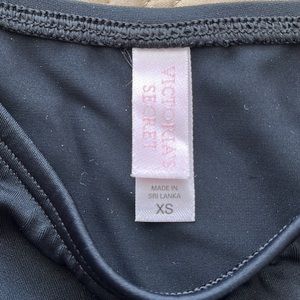 VICTORIA'S
SECRET
MADE IN
SRI LANKA
XS